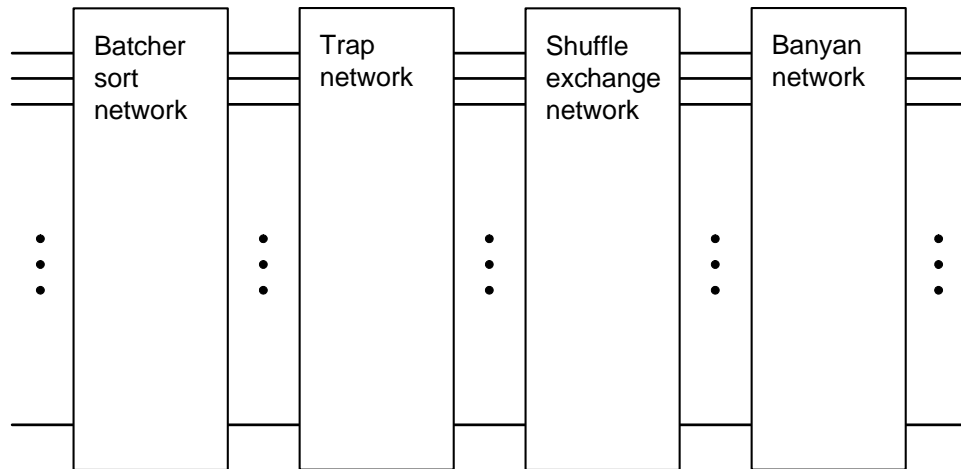 Batcher
sort
network
Trap
network
Shuffle
exchange
network
Banyan
network